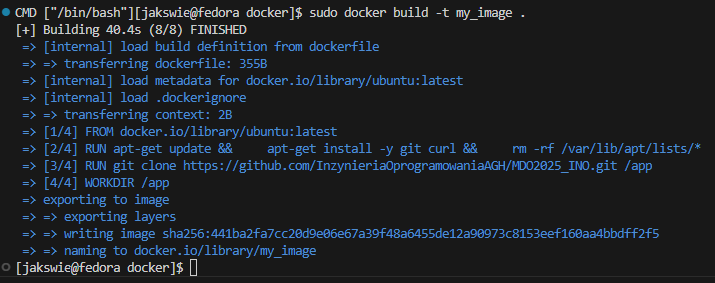 CMD ["/bin/bash"][jakswie@fedora docker]$ sudo docker build -t my_image .
[+] Building 40.4s (8/8) FINISHED
=> [internal] load build definition from dockerfile
=> => transferring dockerfile: 355B
=> [internal] load metadata for docker.io/library/ubuntu:latest
=> [internal] load .dockerignore
=> => transferring context: 2B
=> [1/4] FROM docker.io/library/ubuntu:latest
=> [2/4] RUN apt-get update &&     apt-get install -y git curl &&     rm -rf /var/lib/apt/lists/*
=> [3/4] RUN git clone https://github.com/InzynieriaOprogramowaniaAGH/MDO2025_INO.git /app
=> [4/4] WORKDIR /app
=> exporting to image
=> => exporting layers
=> => writing image sha256:441ba2fa7cc20d9e06e67a39f48a6455de12a90973c8153eef160aa4bbdff2f5
=> => naming to docker.io/library/my_image
[jakswie@fedora docker]$